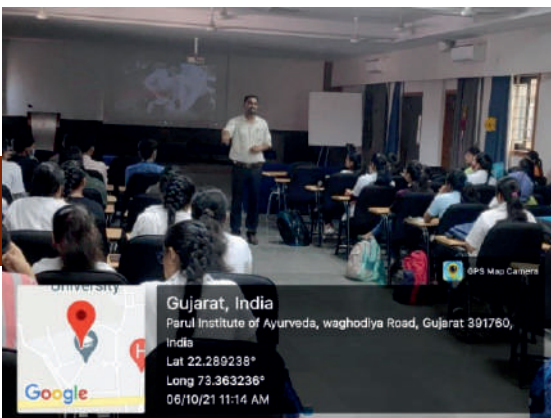 GPS Map Camera
University
Gujarat, India
Parul Institute of Ayurveda, waghodiya Road, Gujarat 391760,
India
Lat 22.289238°
Long 73.363236°
06/10/21 11:14 AM
H
Google